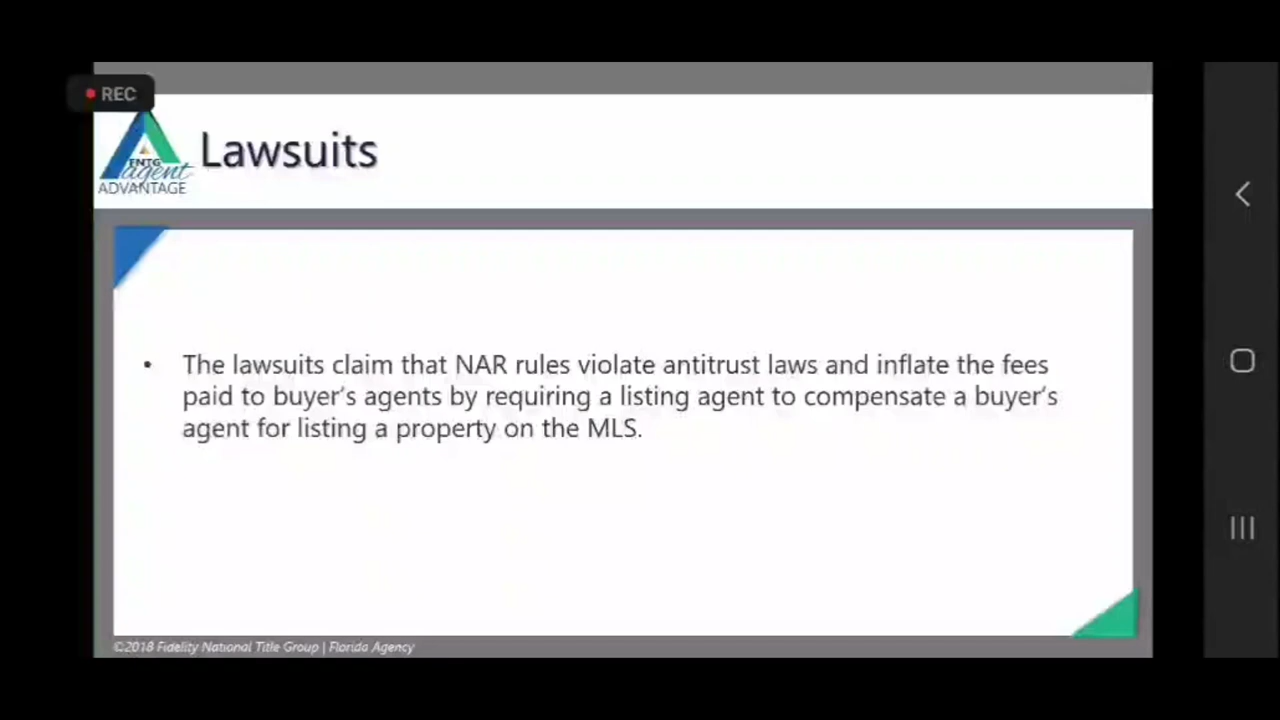 REC
FNTG
agent
ADVANTAGE
Lawsuits
• The lawsuits claim that NAR rules violate antitrust laws and inflate the fees
paid to buyer's agents by requiring a listing agent to compensate a buyer's
agent for listing a property on the MLS.
©2018 Fidelity National Title Group | Florida Agency